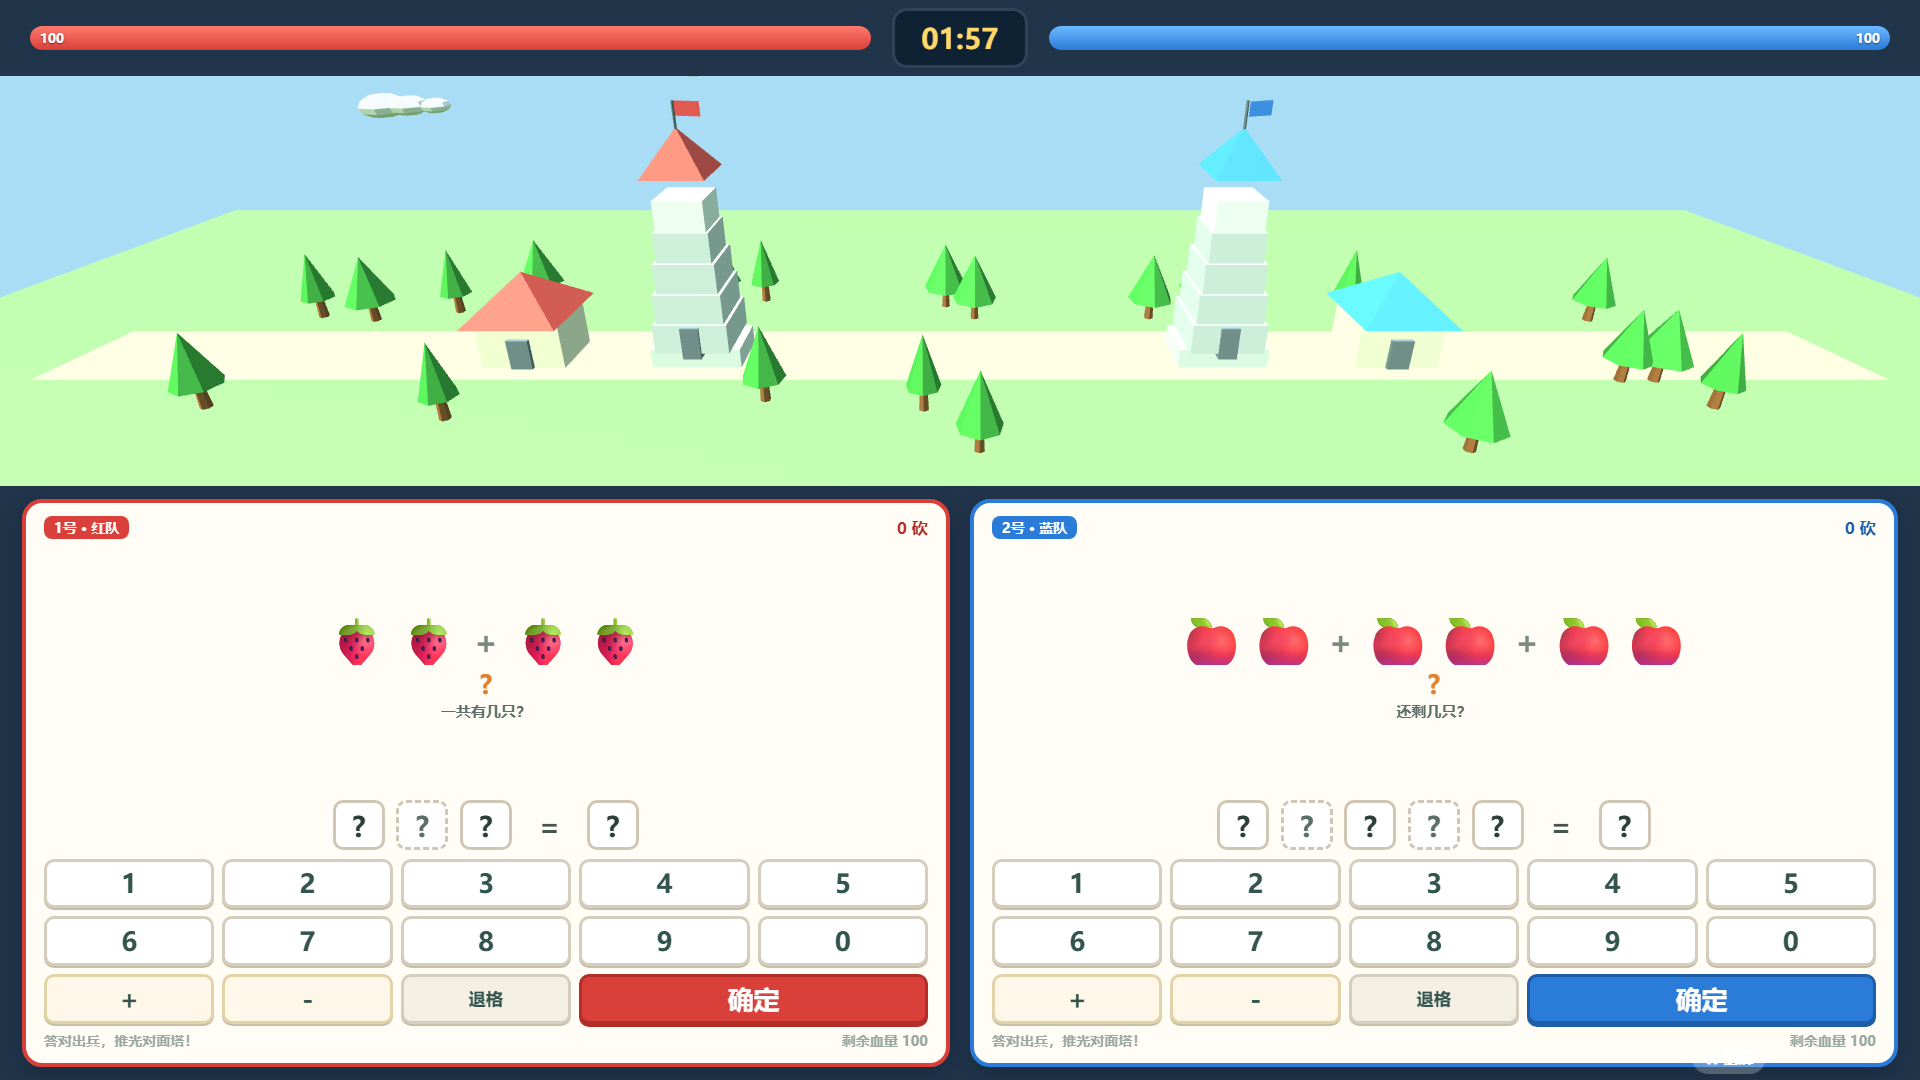 100
01:57
100
1号 • 红队
0 砍
+
?
一共有几只?
? ? ? = ?
1 2 3 4 5
6 7 8 9 0
+ - 退格 确定
答对出兵，推光对面塔!
剩余血量 100
2号 • 蓝队
0 砍
+ +
?
还剩几只?
? ? ? ? ? = ?
1 2 3 4 5
6 7 8 9 0
+ - 退格 确定
答对出兵，推光对面塔!
剩余血量 100